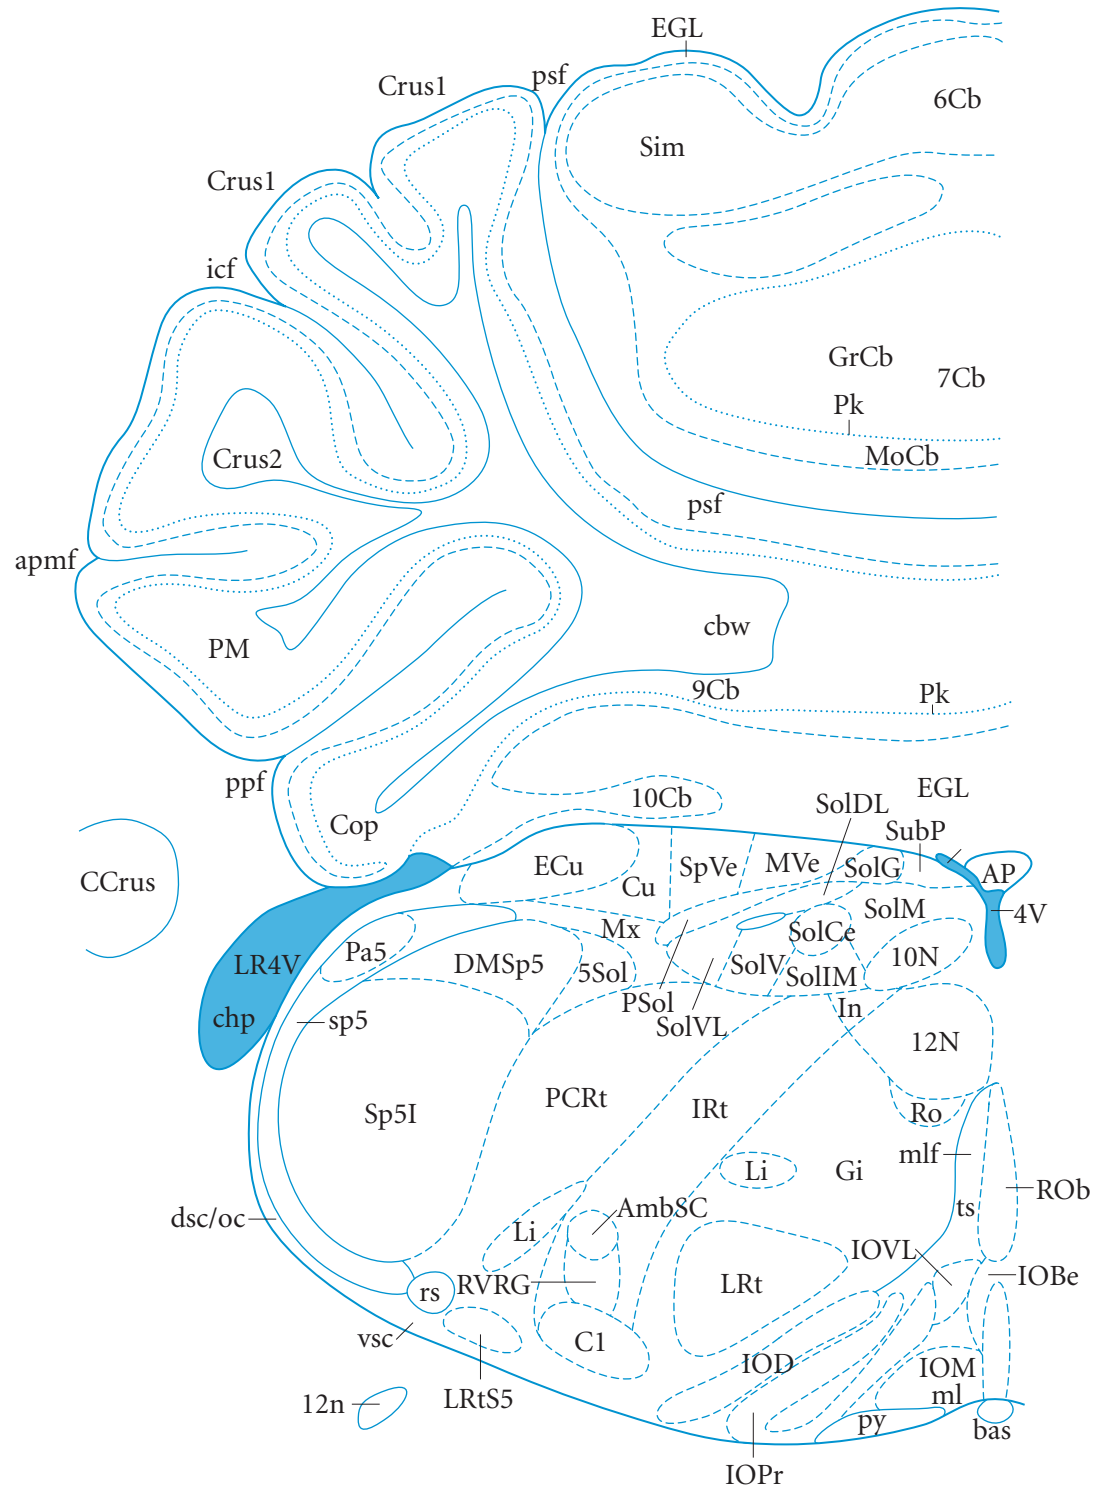 EGL
psf
Crus1
6Cb
Sim
Crus1
icf
GrCb
7Cb
Pk
Crus2
MoCb
psf
apmf
cbw
PM
9Cb
Pk
ppf
EGL
10Cb
SolDL
Cop
SubP
ECu
SpVe
MVe
SolG
AP
CCrus
Cu
SolM
4V
Mx
SolCe
Pa5
10N
LR4V
DMSp5
5Sol
SolV
SolIM
PSol
In
chp
sp5
SolVL
12N
PCRt
IRt
Sp5I
Ro
mlf
Li
Gi
ROb
AmbSC
ts
dsc/oc
Li
IOVL
IOBe
RVRG
LRt
rs
vsc
C1
IOD
IOM
12n
LRtS5
ml
py
bas
IOPr